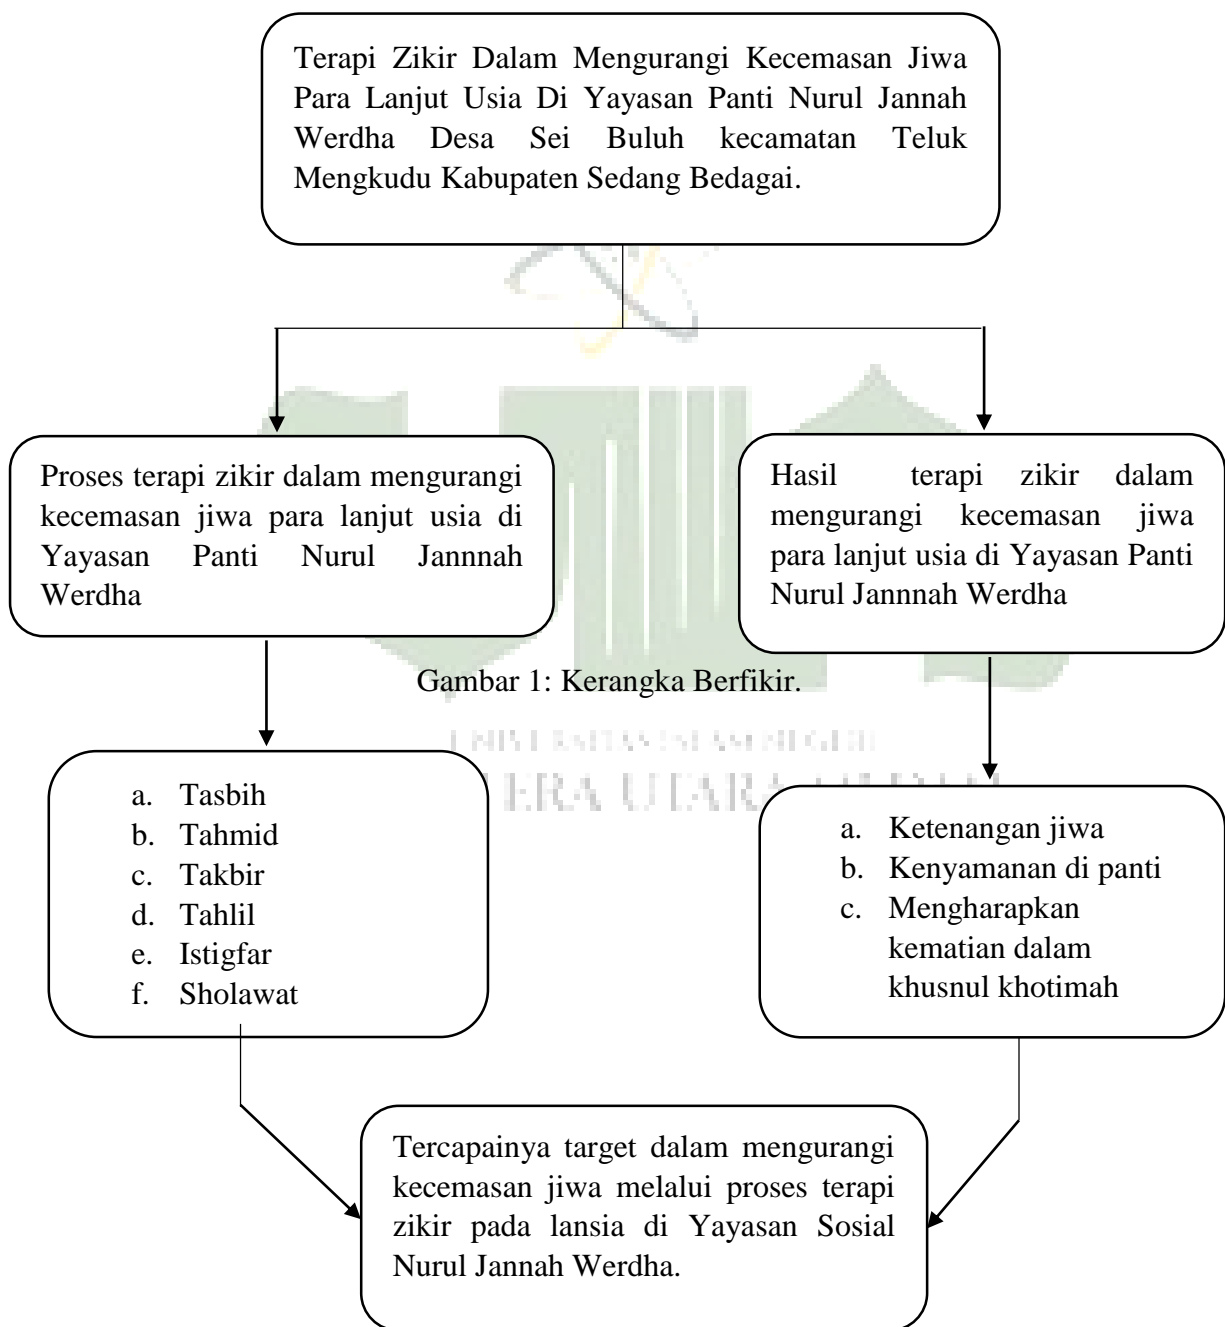 Terapi Zikir Dalam Mengurangi Kecemasan Jiwa
Para Lanjut Usia Di Yayasan Panti Nurul Jannah
Werdha Desa Sei Buluh kecamatan Teluk
Mengkudu Kabupaten Sedang Bedagai.
Proses terapi zikir dalam mengurangi
kecemasan jiwa para lanjut usia di
Yayasan Panti Nurul Jannnah
Werdha
Hasil terapi zikir dalam
mengurangi kecemasan jiwa
para lanjut usia di Yayasan Panti
Nurul Jannnah Werdha
Gambar 1: Kerangka Berfikir.
a. Tasbih
b. Tahmid
c. Takbir
d. Tahlil
e. Istigfar
f. Sholawat
a. Ketenangan jiwa
b. Kenyamanan di panti
c. Mengharapkan
kematian dalam
khusnul khotimah
Tercapainya target dalam mengurangi
kecemasan jiwa melalui proses terapi
zikir pada lansia di Yayasan Sosial
Nurul Jannah Werdha.